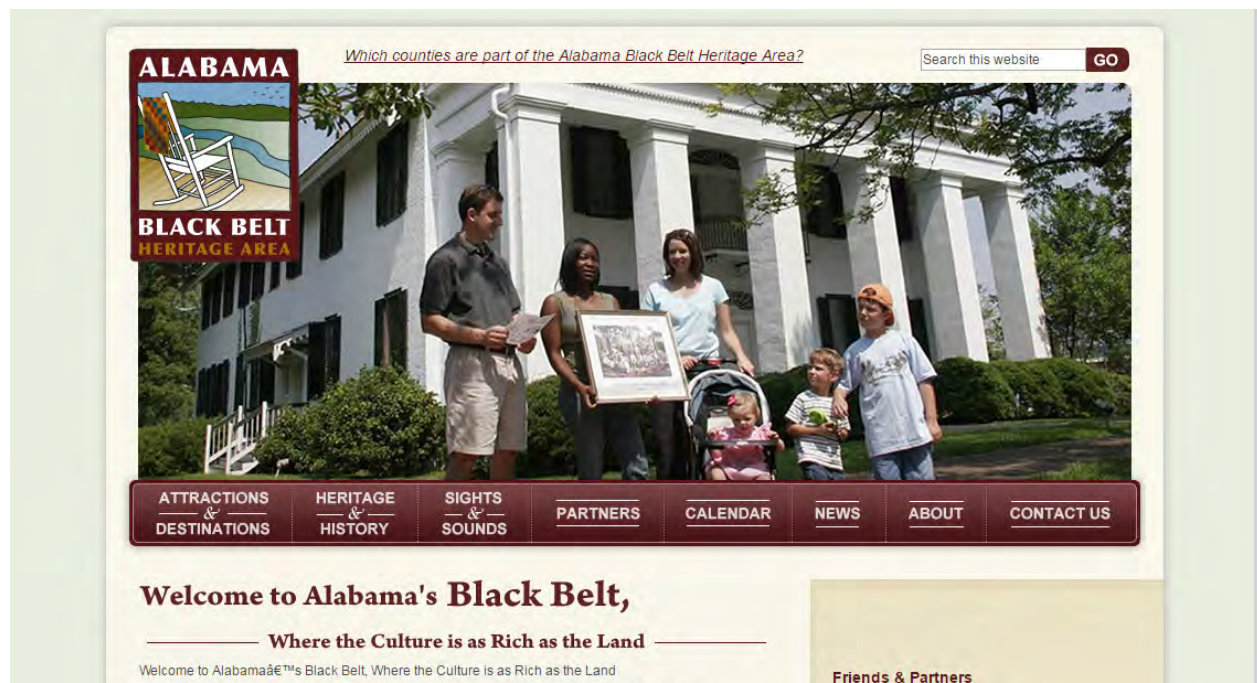 ALABAMA
BLACK BELT
HERITAGE AREA
Which counties are part of the Alabama Black Belt Heritage Area?
Search this website
GO
ATTRACTIONS
&
DESTINATIONS
HERITAGE
&
HISTORY
SIGHTS
&
SOUNDS
PARTNERS
CALENDAR
NEWS
ABOUT
CONTACT US
Welcome to Alabama's Black Belt,
Where the Culture is as Rich as the Land
Welcome to Alabamaâ€™s Black Belt, Where the Culture is as Rich as the Land
Friends & Partners